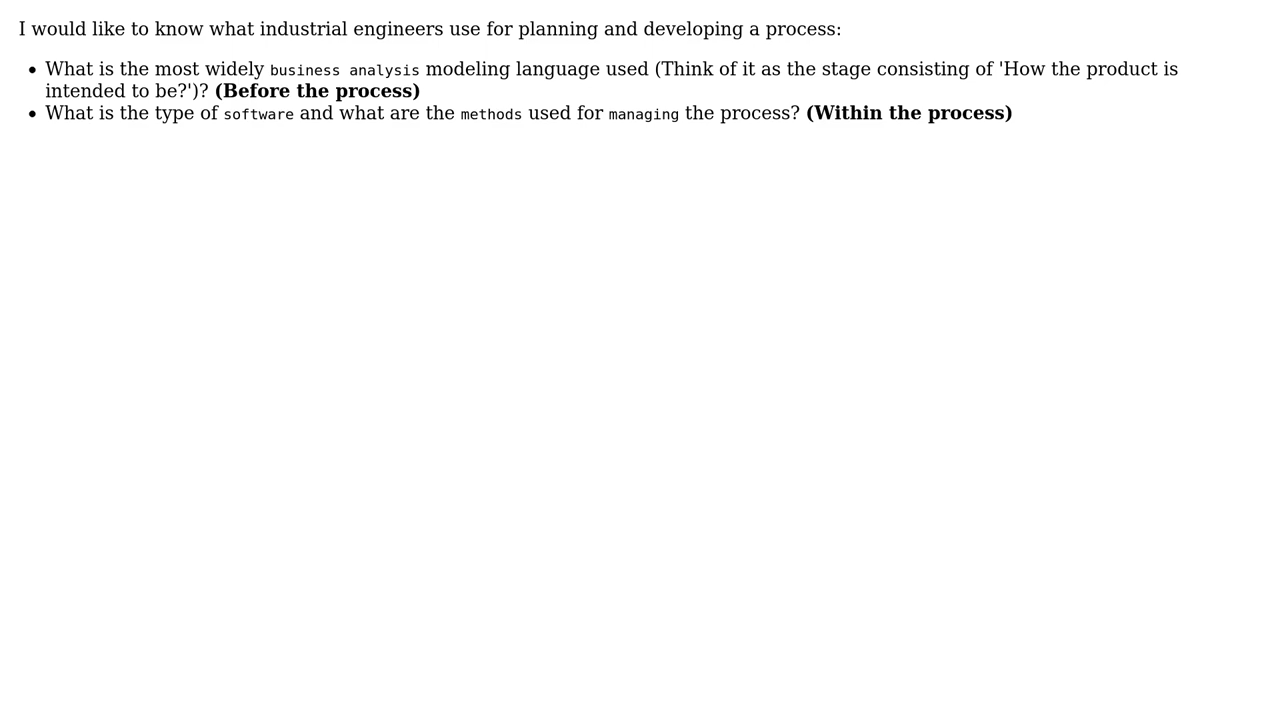 I would like to know what industrial engineers use for planning and developing a process:
• What is the most widely business analysis modeling language used (Think of it as the stage consisting of 'How the product is
intended to be?')? (Before the process)
• What is the type of software and what are the methods used for managing the process? (Within the process)